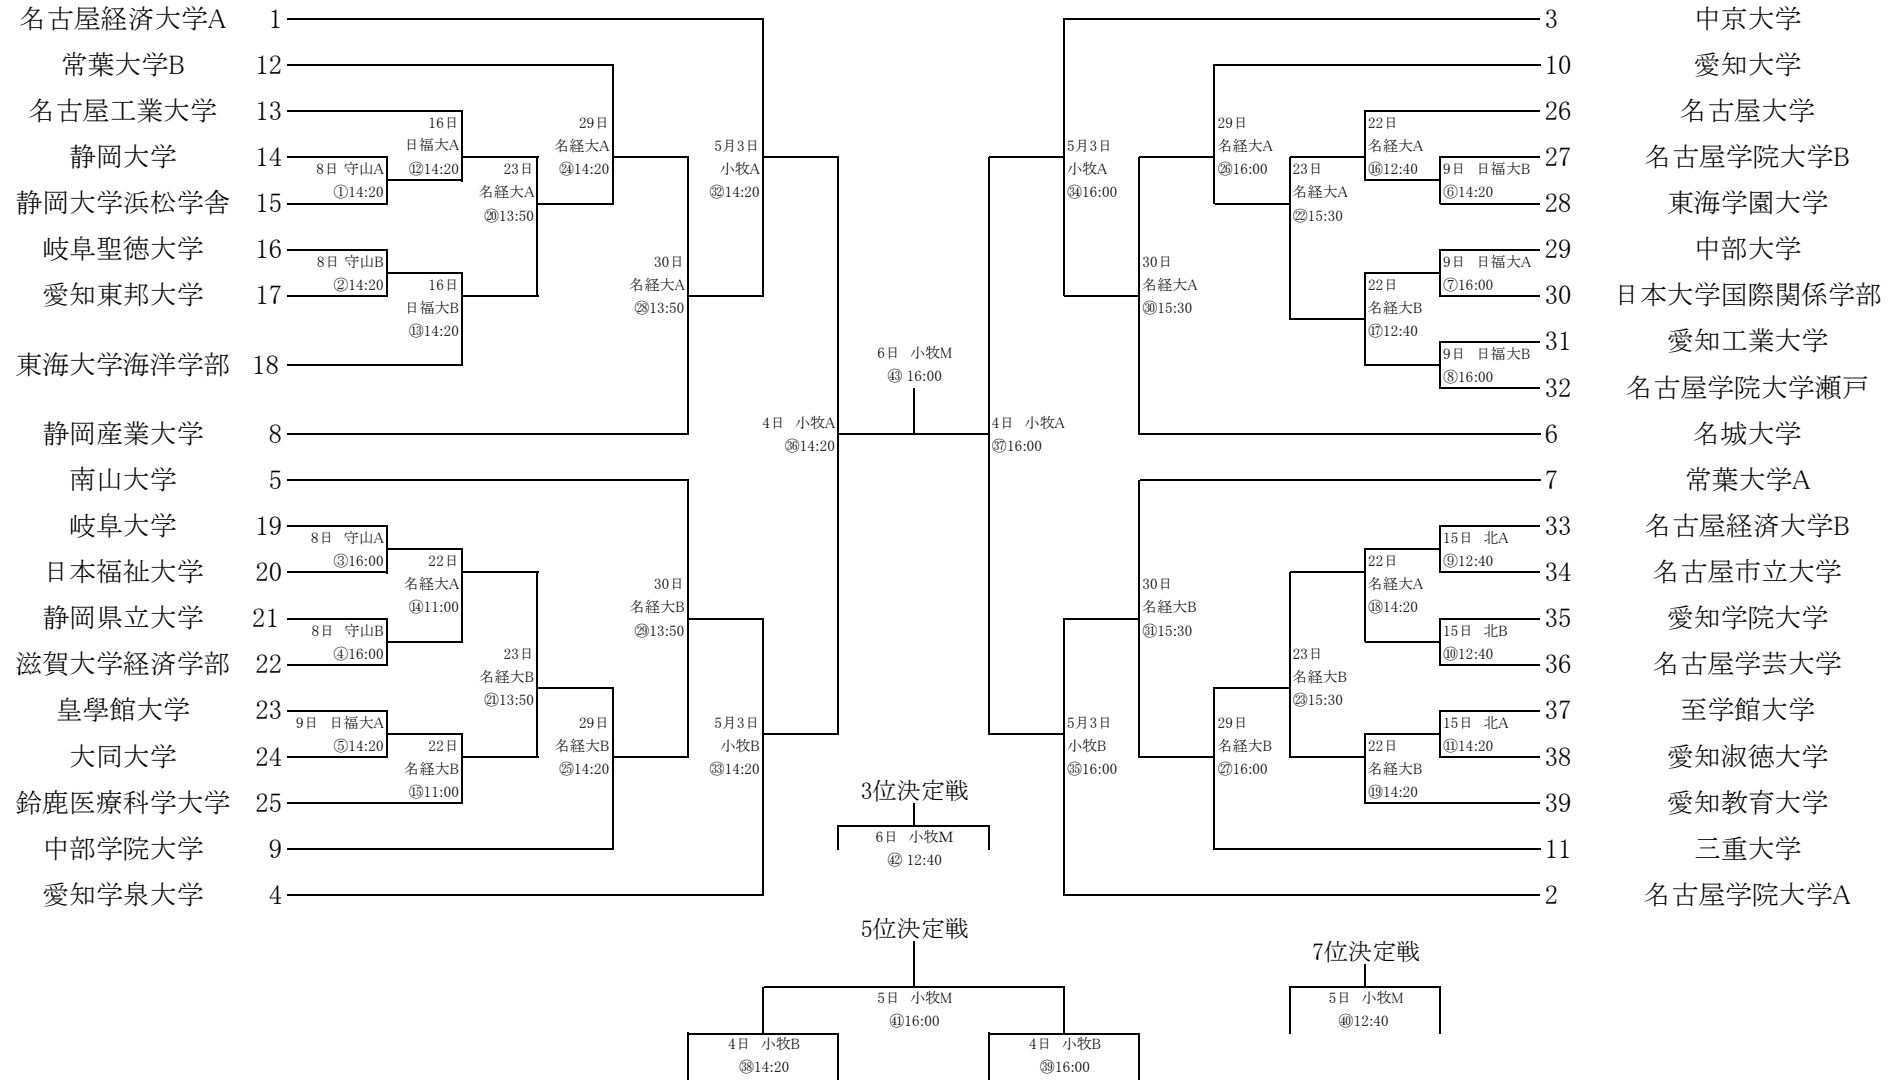 名古屋経済大学A 1
常葉大学B 12
名古屋工業大学 13
静岡大学 14
静岡大学浜松学舎 15
岐阜聖徳大学 16
愛知東邦大学 17
東海大学海洋学部 18
静岡産業大学 8
南山大学 5
岐阜大学 19
日本福祉大学 20
静岡県立大学 21
滋賀大学経済学部 22
皇學館大学 23
大同大学 24
鈴鹿医療科学大学 25
中部学院大学 9
愛知学泉大学 4
8日 守山A
①14:20
8日 守山B
②14:20
8日 守山A
③16:00
8日 守山B
④16:00
9日 日福大A
⑤14:20
16日
日福大A
⑫14:20
16日
日福大B
⑬14:20
22日
名経大A
⑭11:00
22日
名経大B
⑮11:00
23日
名経大A
⑳13:50
23日
名経大B
㉑13:50
29日
名経大A
㉔14:20
29日
名経大B
㉕14:20
30日
名経大A
㉘13:50
30日
名経大B
㉙13:50
5月3日
小牧A
㉜14:20
5月3日
小牧B
㉝14:20
4日 小牧A
㊱14:20
6日 小牧M
㊸ 16:00
4日 小牧A
㊲16:00
5月3日
小牧A
㉞16:00
5月3日
小牧B
㉟16:00
30日
名経大A
㉚15:30
30日
名経大B
㉛15:30
29日
名経大A
㉖16:00
29日
名経大B
㉗16:00
23日
名経大A
㉒15:30
23日
名経大B
㉓15:30
22日
名経大A
⑯12:40
22日
名経大B
⑰12:40
22日
名経大A
⑱14:20
22日
名経大B
⑲14:20
9日 日福大B
⑥14:20
9日 日福大A
⑦16:00
9日 日福大B
⑧16:00
15日 北A
⑨12:40
15日 北B
⑩12:40
15日 北A
⑪14:20
3 中京大学
10 愛知大学
26 名古屋大学
27 名古屋学院大学B
28 東海学園大学
29 中部大学
30 日本大学国際関係学部
31 愛知工業大学
32 名古屋学院大学瀬戸
6 名城大学
7 常葉大学A
33 名古屋経済大学B
34 名古屋市立大学
35 愛知学院大学
36 名古屋学芸大学
37 至学館大学
38 愛知淑徳大学
39 愛知教育大学
11 三重大学
2 名古屋学院大学A
3位決定戦
6日 小牧M
㊷ 12:40
5位決定戦
5日 小牧M
㊶16:00
4日 小牧B
㊳14:20
4日 小牧B
㊴16:00
7位決定戦
5日 小牧M
㊵12:40